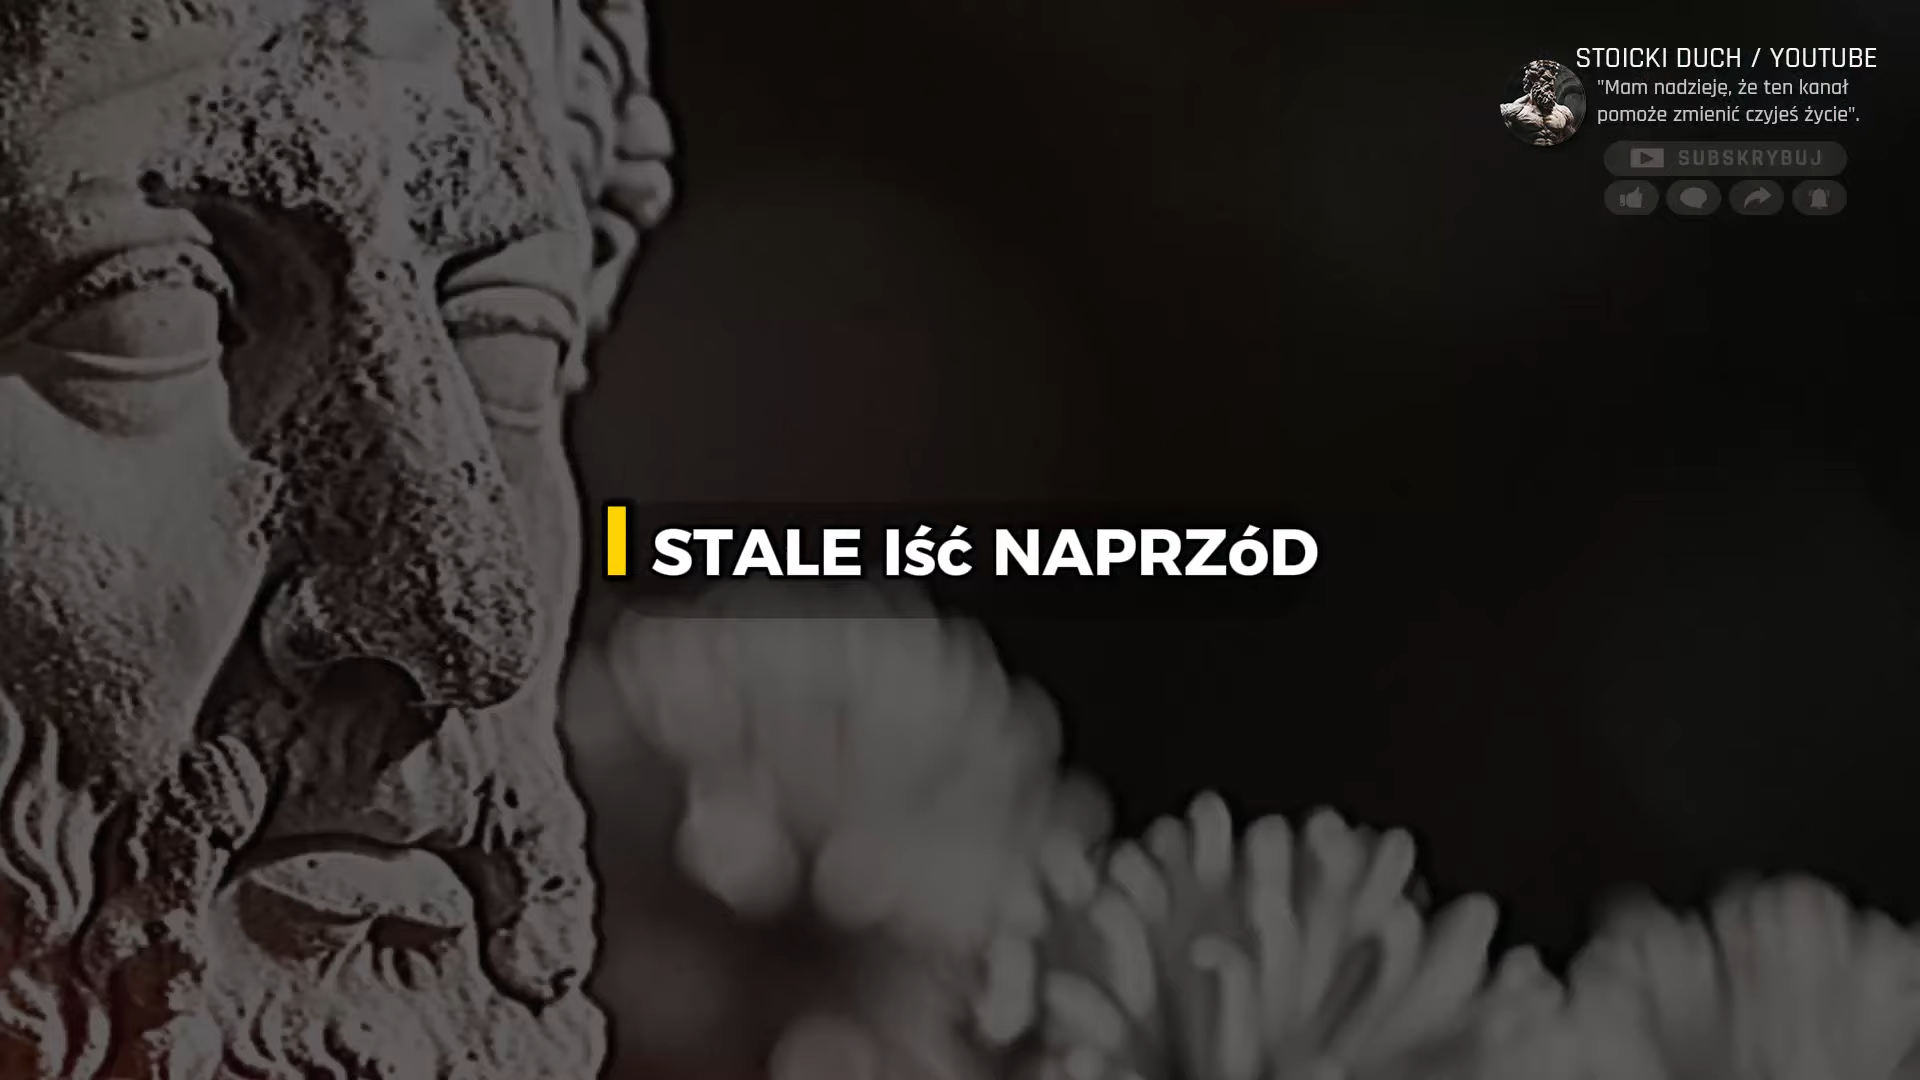 STOICKI DUCH / YOUTUBE
"Mam nadzieję, że ten kanał
pomoże zmienić czyjeś życie".
SUBSKRYBUJ
STALE Iść NAPRZóD